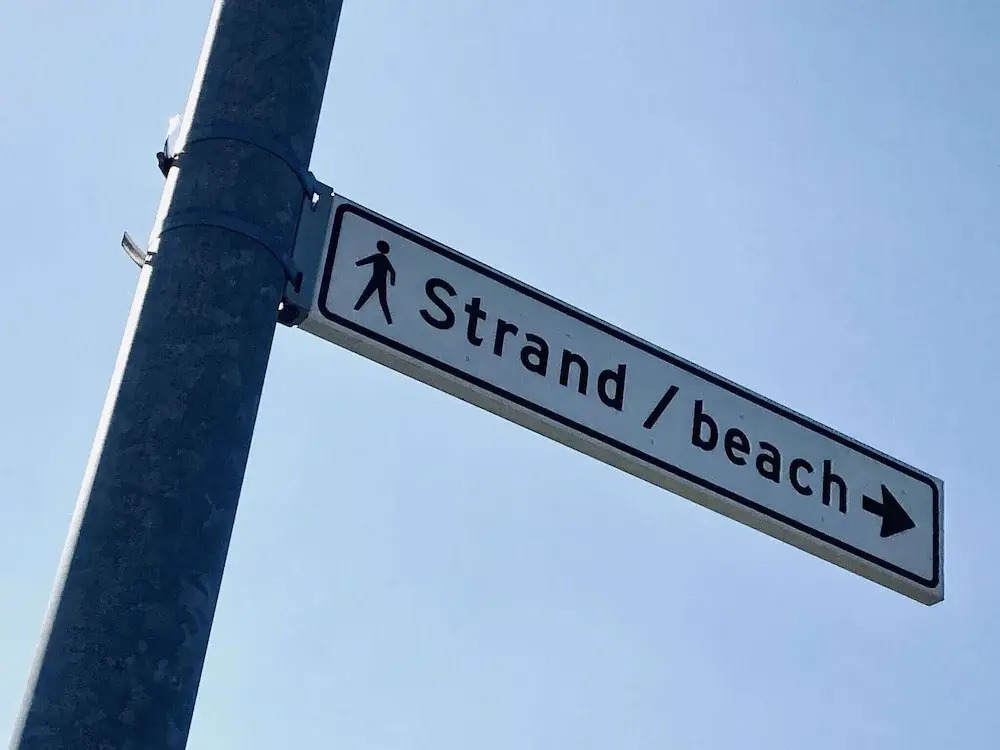 Strand / beach